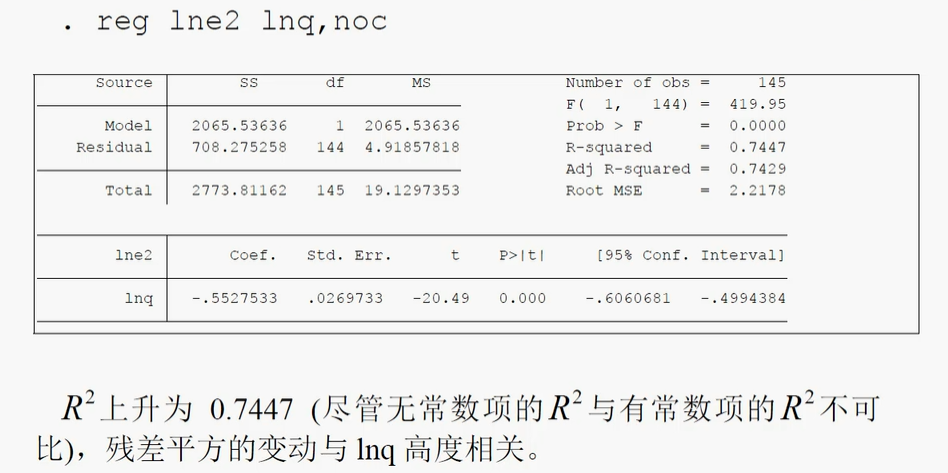 . reg lne2 lnq,noc
Source SS df MS Number of obs = 145
F( 1, 144) = 419.95
Model 2065.53636 1 2065.53636 Prob > F = 0.0000
Residual 708.275258 144 4.91857818 R-squared = 0.7447
Adj R-squared = 0.7429
Total 2773.81162 145 19.1297353 Root MSE = 2.2178
lne2 Coef. Std. Err. t P>|t| [95% Conf. Interval]
lnq -.5527533 .0269733 -20.49 0.000 -.6060681 -.4994384
R²上升为 0.7447 (尽管无常数项的R²与有常数项的R²不可
比),残差平方的变动与 lnq 高度相关。